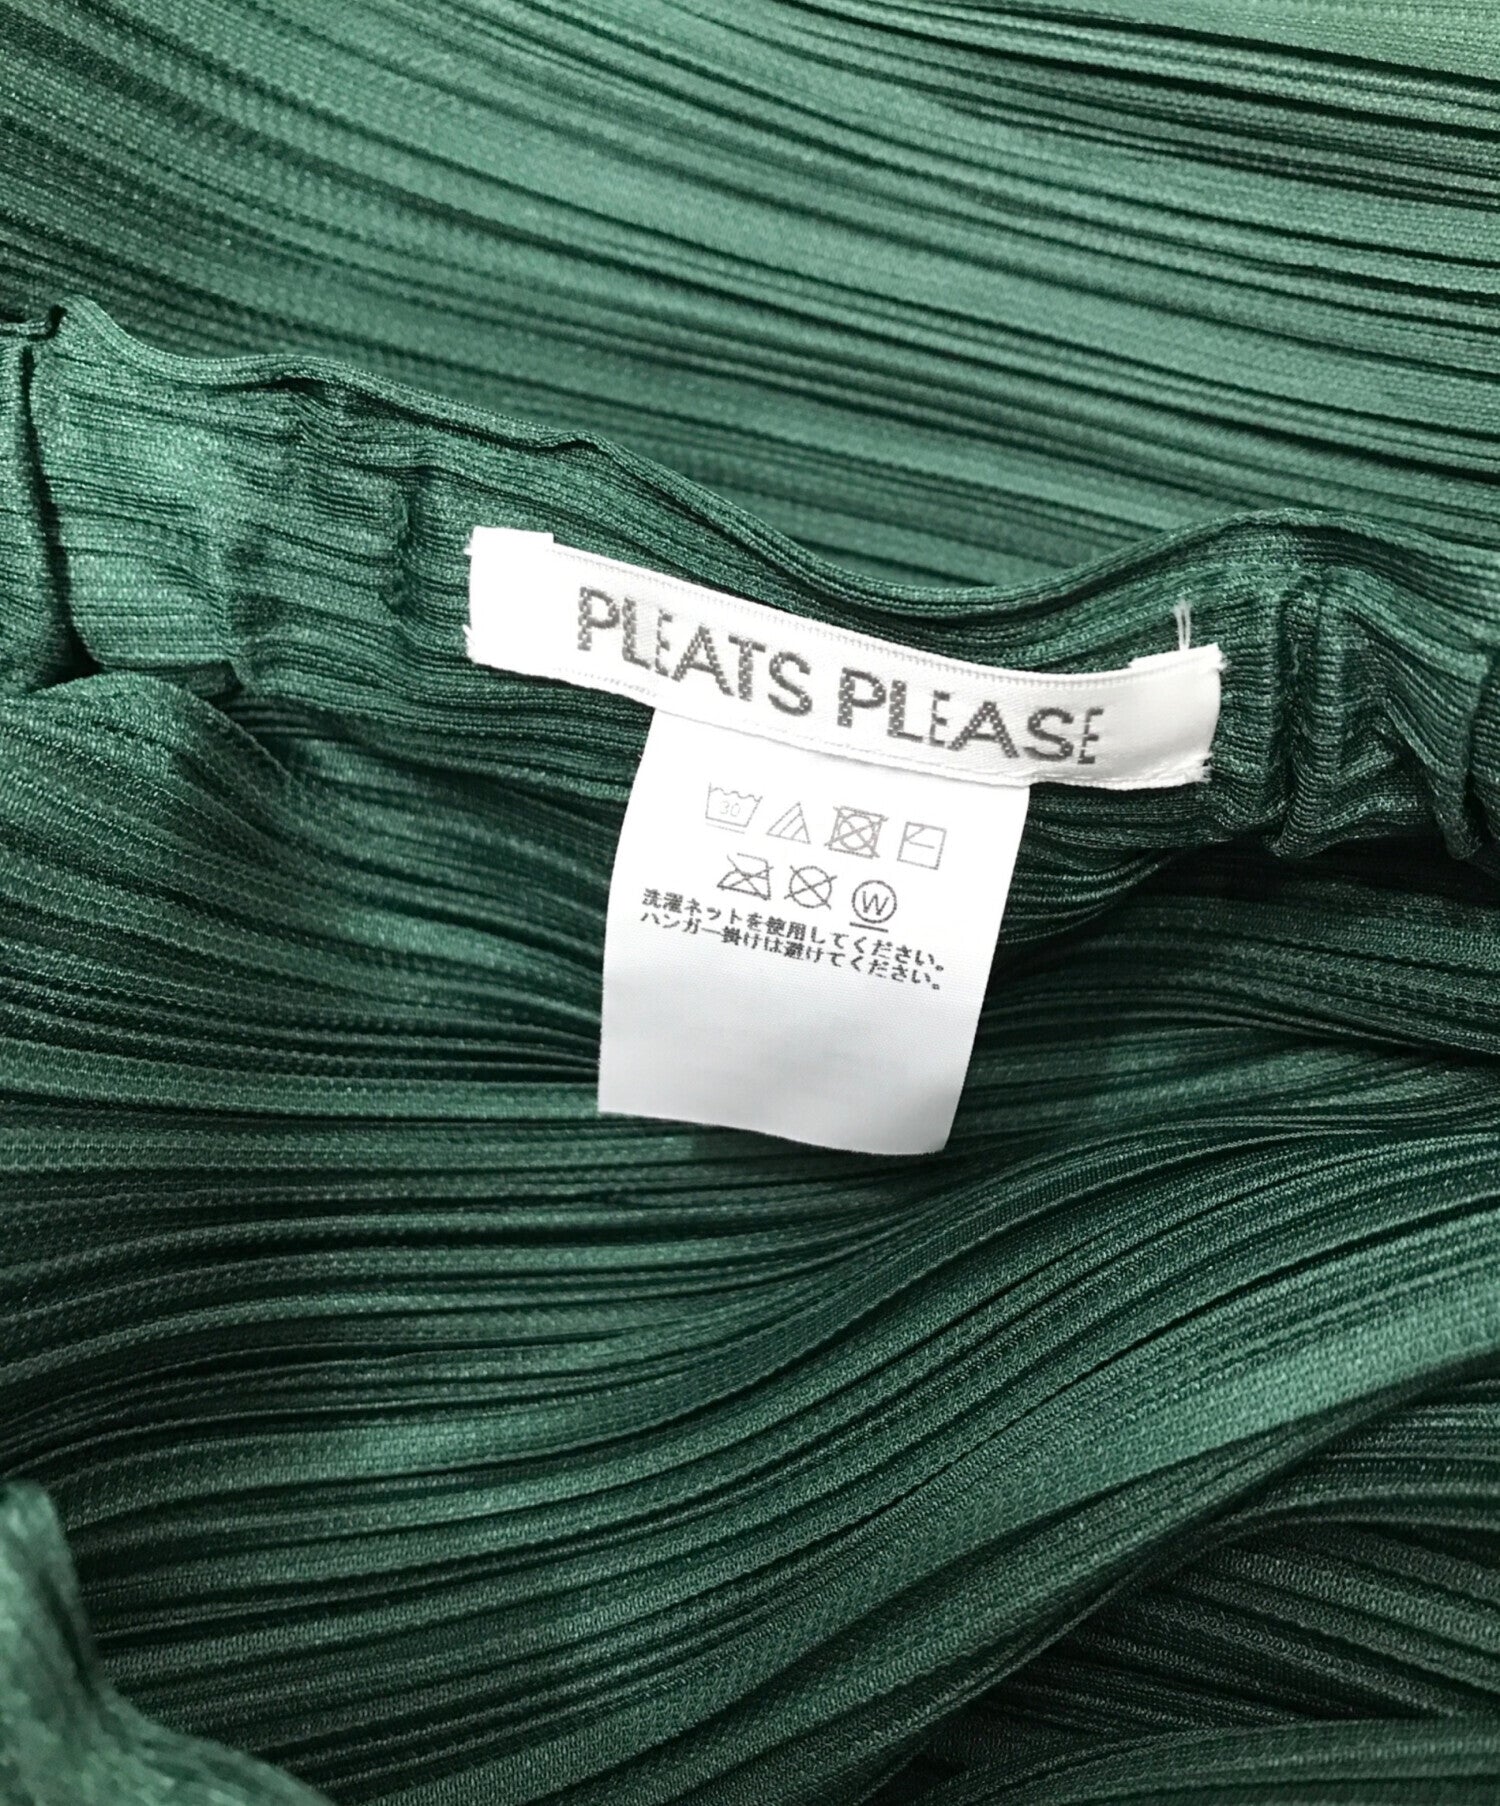 PLEATS PLEASE
30
W
洗濯ネットを使用してください。
ハンガー掛けは避けてください。